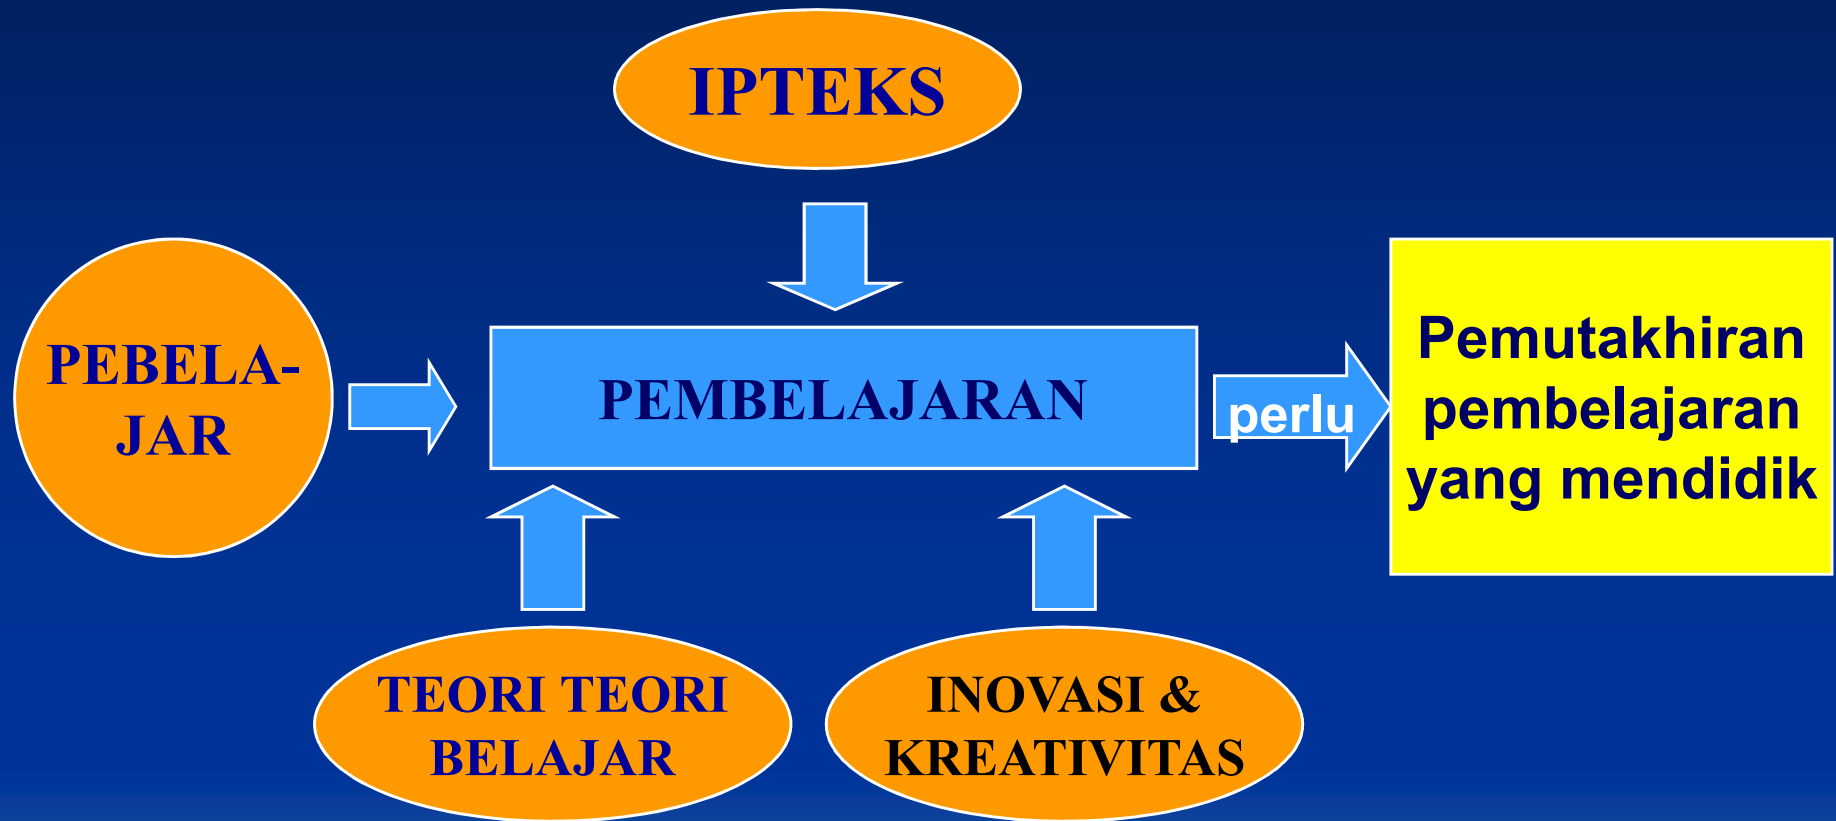 IPTEKS
PEBELA-
JAR
PEMBELAJARAN
perlu
Pemutakhiran
pembelajaran
yang mendidik
TEORI TEORI
BELAJAR
INOVASI &
KREATIVITAS